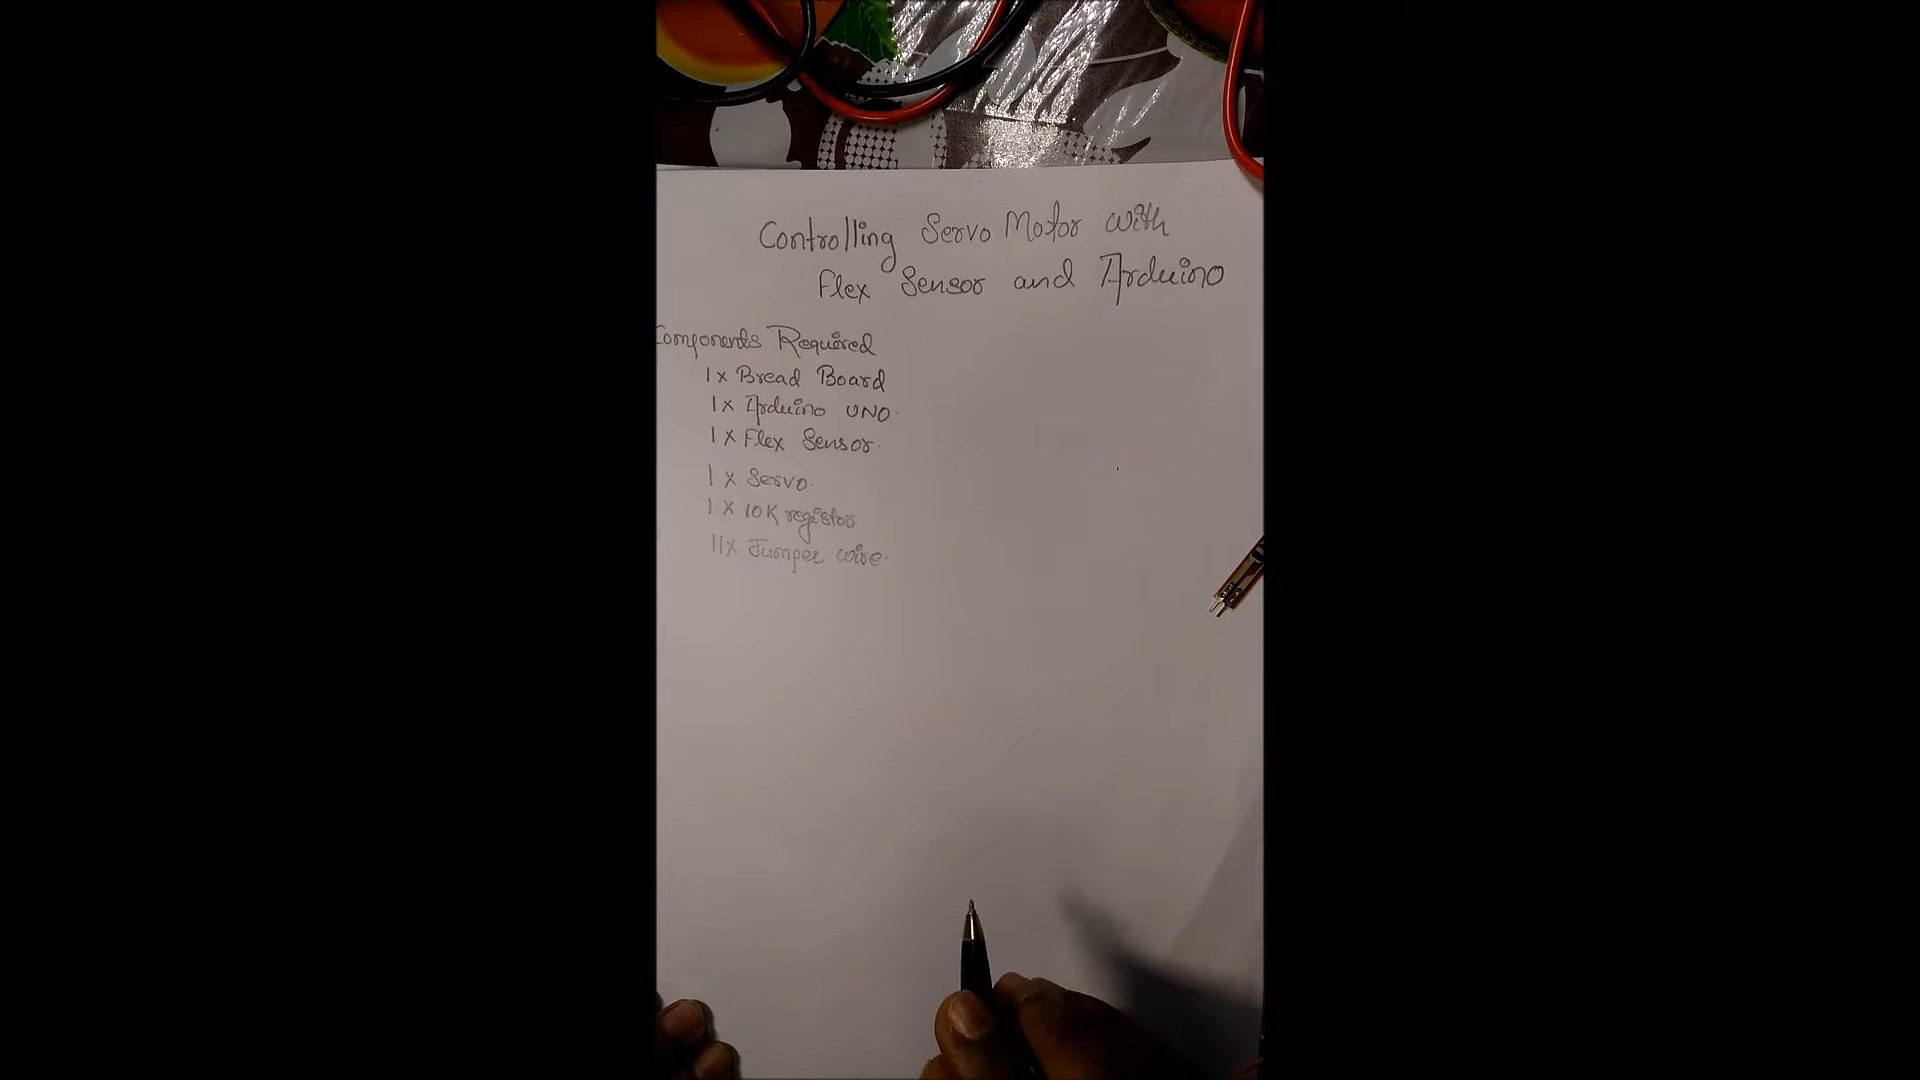 Controlling Servo Motor with
Flex Sensor and Arduino
Components Required
1x Bread Board
1x Arduino UNO.
1x Flex Sensor.
1x Servo.
1x 10K registor
11x Jumper wire.